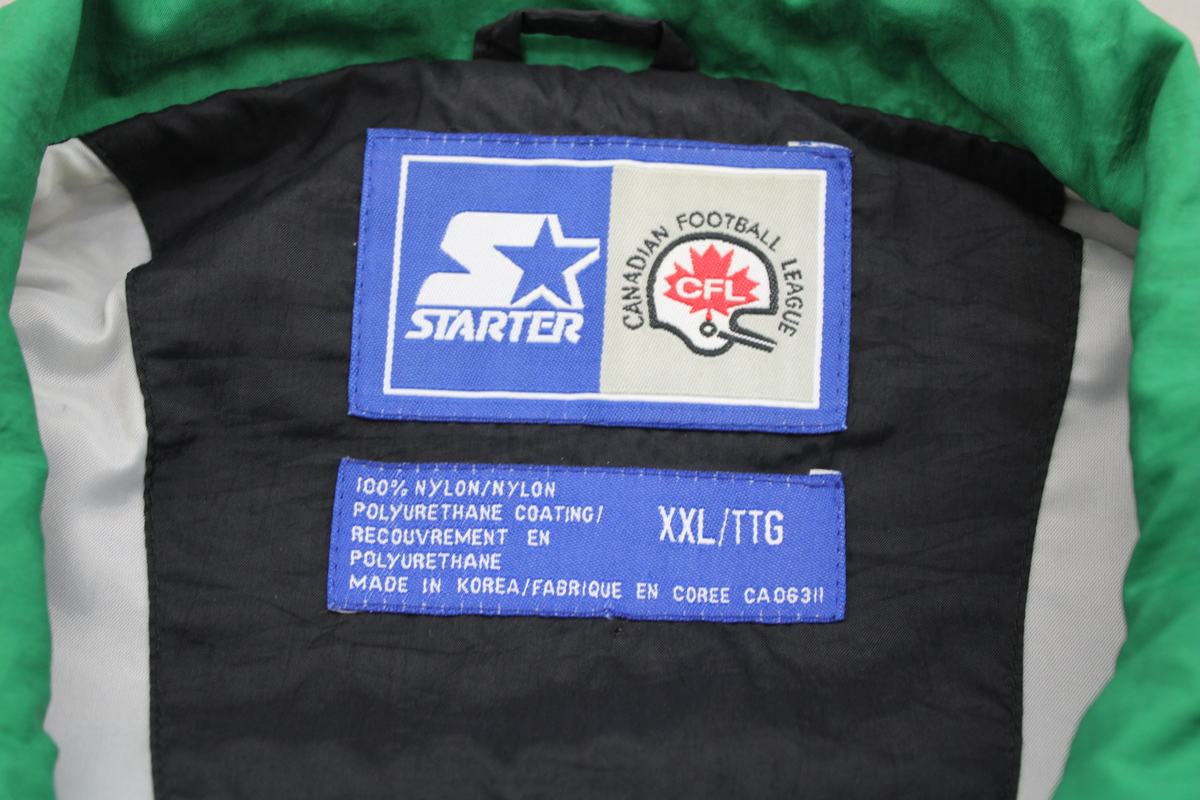 STARTER
CANADIAN FOOTBALL LEAGUE
CFL
100% NYLON/NYLON
POLYURETHANE COATING/
RECOUVREMENT EN
POLYURETHANE
XXL/TTG
MADE IN KOREA/FABRIQUE EN COREE CA06311